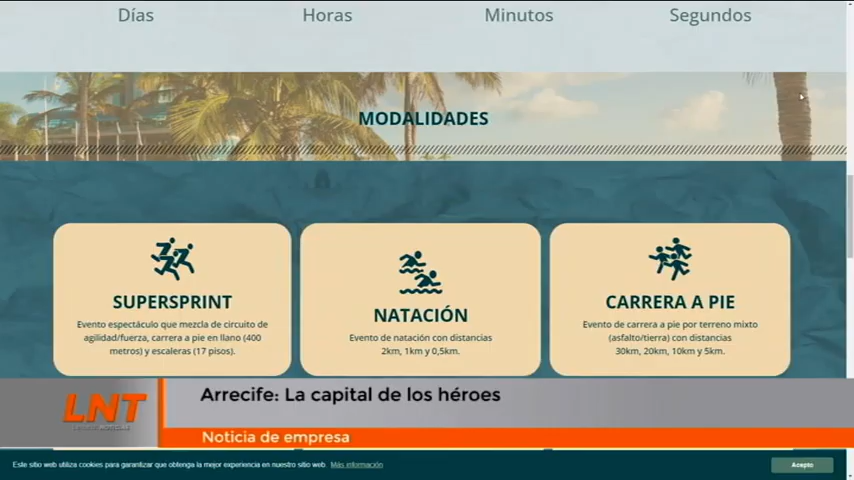 Días Horas Minutos Segundos
MODALIDADES
SUPERSPRINT
Evento espectáculo que mezcla de circuito de
agilidad/fuerza, carrera a pie en llano (400
metros) y escaleras (17 pisos).
NATACIÓN
Evento de natación con distancias
2km, 1km y 0,5km.
CARRERA A PIE
Evento de carrera a pie por terreno mixto
(asfalto/tierra) con distancias
30km, 20km, 10km y 5km.
LNT
Arrecife: La capital de los héroes
Noticia de empresa
Este sitio web utiliza cookies para garantizar que obtenga la mejor experiencia en nuestro sitio web. Más información
Acepto